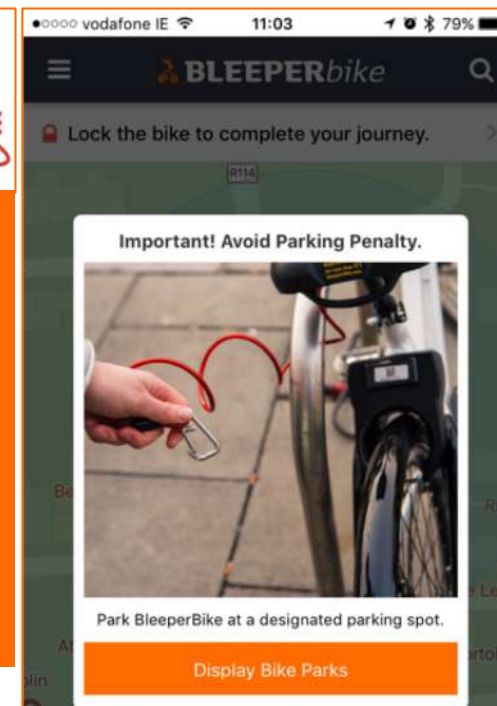 vodafone IE 11:03 79%
BLEEPERbike
Lock the bike to complete your journey.
R114
Important! Avoid Parking Penalty.
Park BleeperBike at a designated parking spot.
Display Bike Parks